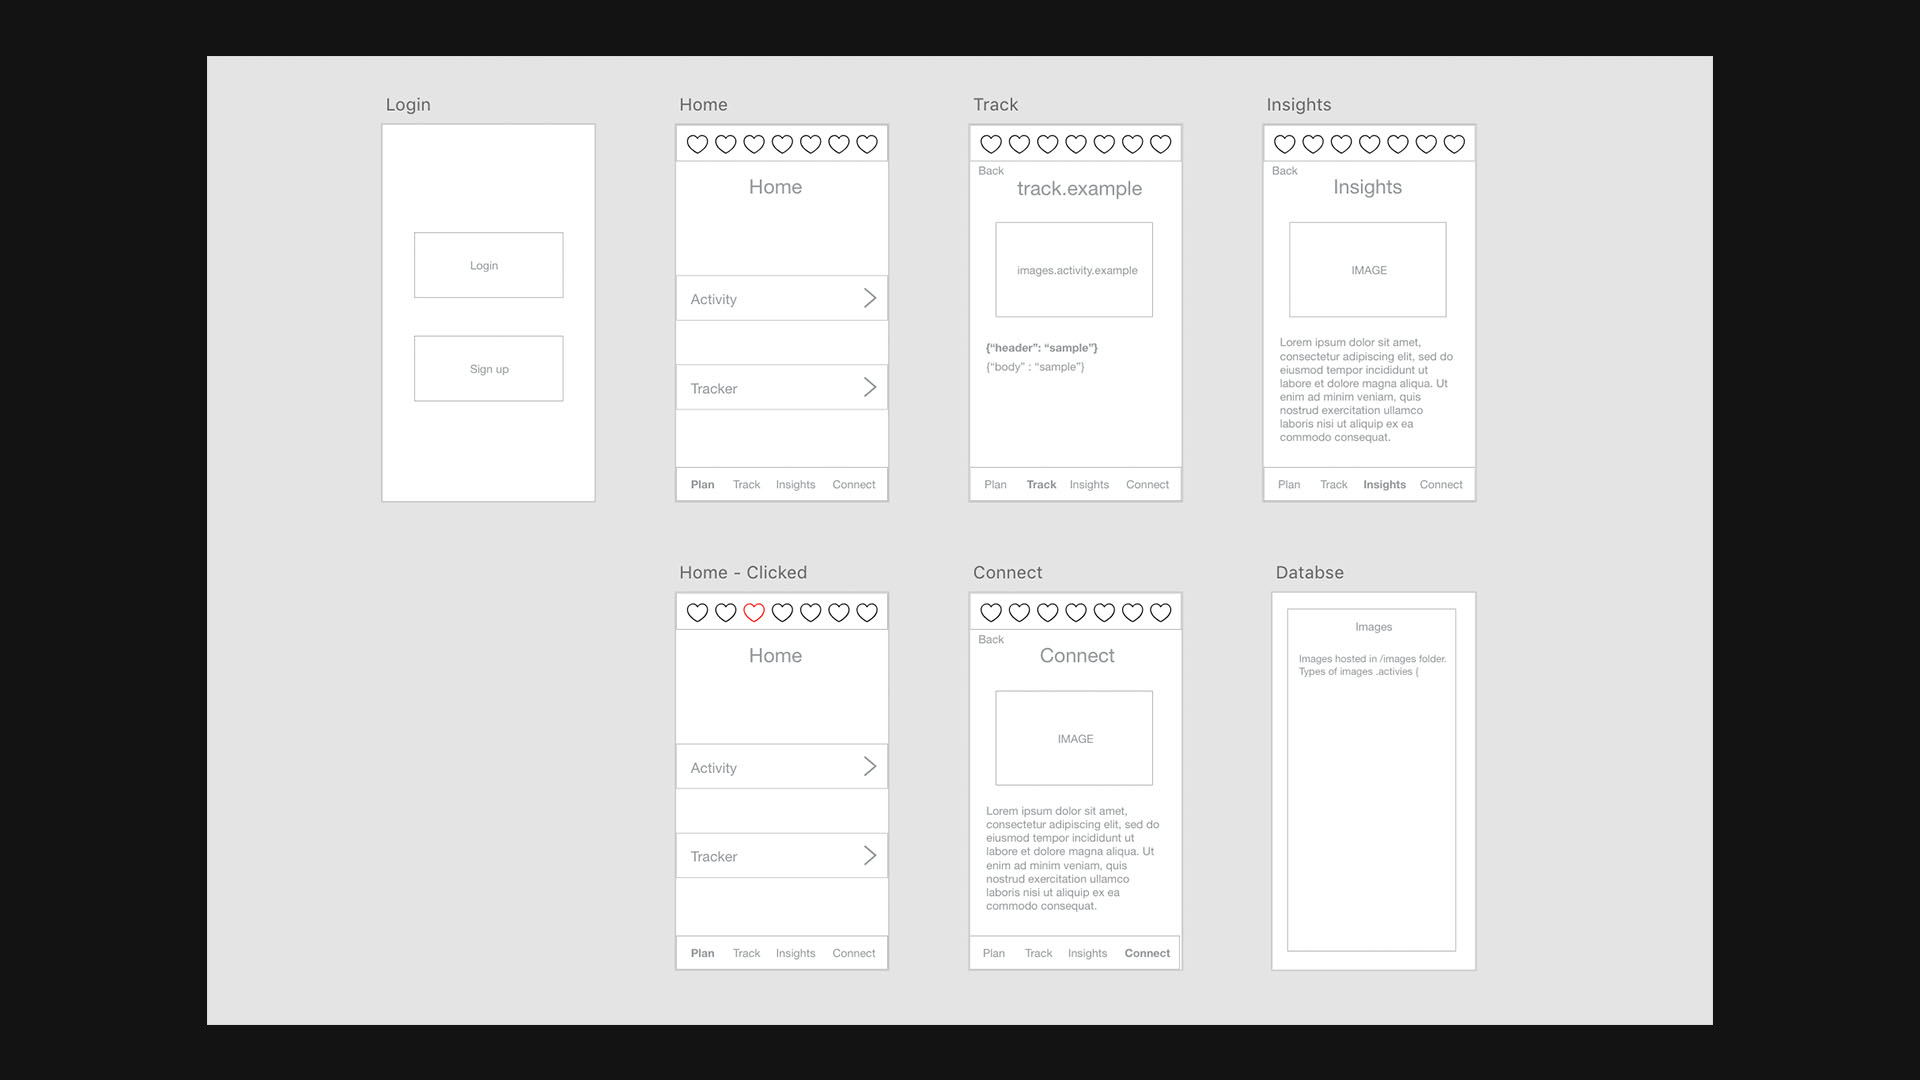 Login
Login
Sign up
Home
Home
Activity
Tracker
Plan Track Insights Connect
Track
Back
track.example
images.activity.example
{“header”: “sample”}
{“body” : “sample”}
Plan Track Insights Connect
Insights
Back
Insights
IMAGE
Lorem ipsum dolor sit amet,
consectetur adipiscing elit, sed do
eiusmod tempor incididunt ut
labore et dolore magna aliqua. Ut
enim ad minim veniam, quis
nostrud exercitation ullamco
laboris nisi ut aliquip ex ea
commodo consequat.
Plan Track Insights Connect
Home - Clicked
Home
Activity
Tracker
Plan Track Insights Connect
Connect
Back
Connect
IMAGE
Lorem ipsum dolor sit amet,
consectetur adipiscing elit, sed do
eiusmod tempor incididunt ut
labore et dolore magna aliqua. Ut
enim ad minim veniam, quis
nostrud exercitation ullamco
laboris nisi ut aliquip ex ea
commodo consequat.
Plan Track Insights Connect
Databse
Images
Images hosted in /images folder.
Types of images .activies {